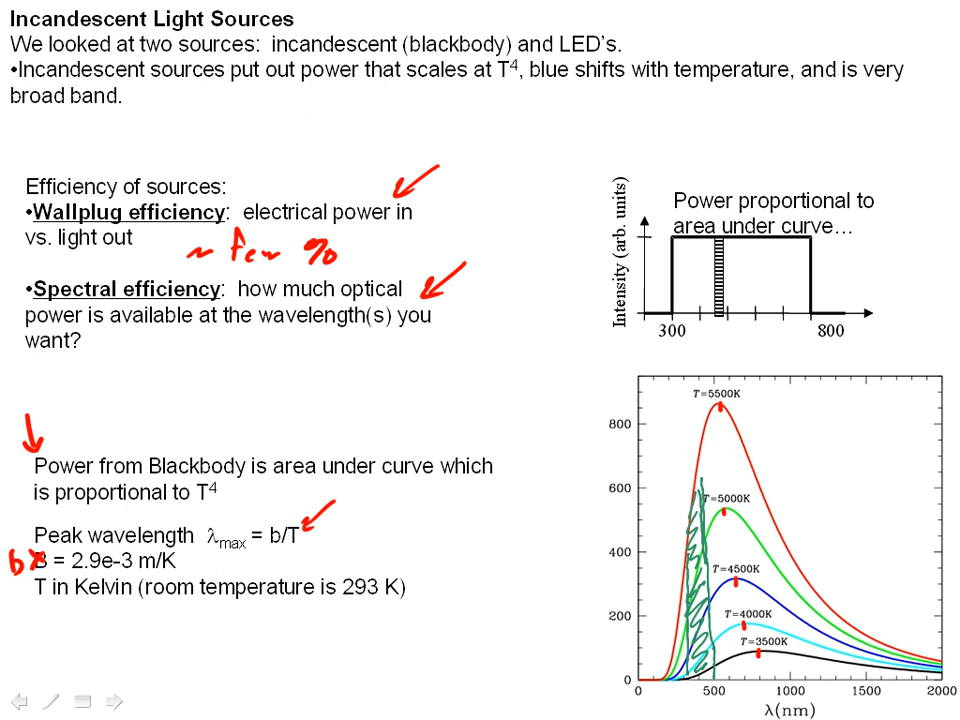 Incandescent Light Sources
We looked at two sources: incandescent (blackbody) and LED's.
•Incandescent sources put out power that scales at T⁴, blue shifts with temperature, and is very
broad band.
Efficiency of sources:
•Wallplug efficiency: electrical power in
vs. light out
~ few %
•Spectral efficiency: how much optical
power is available at the wavelength(s) you
want?
Power proportional to
area under curve…
Intensity (arb. units)
300 800
Power from Blackbody is area under curve which
is proportional to T⁴
Peak wavelength λmax = b/T
b
B = 2.9e-3 m/K
T in Kelvin (room temperature is 293 K)
T=5500K
T=5000K
T=4500K
T=4000K
T=3500K
800
600
400
200
0
0 500 1000 1500 2000
λ(nm)